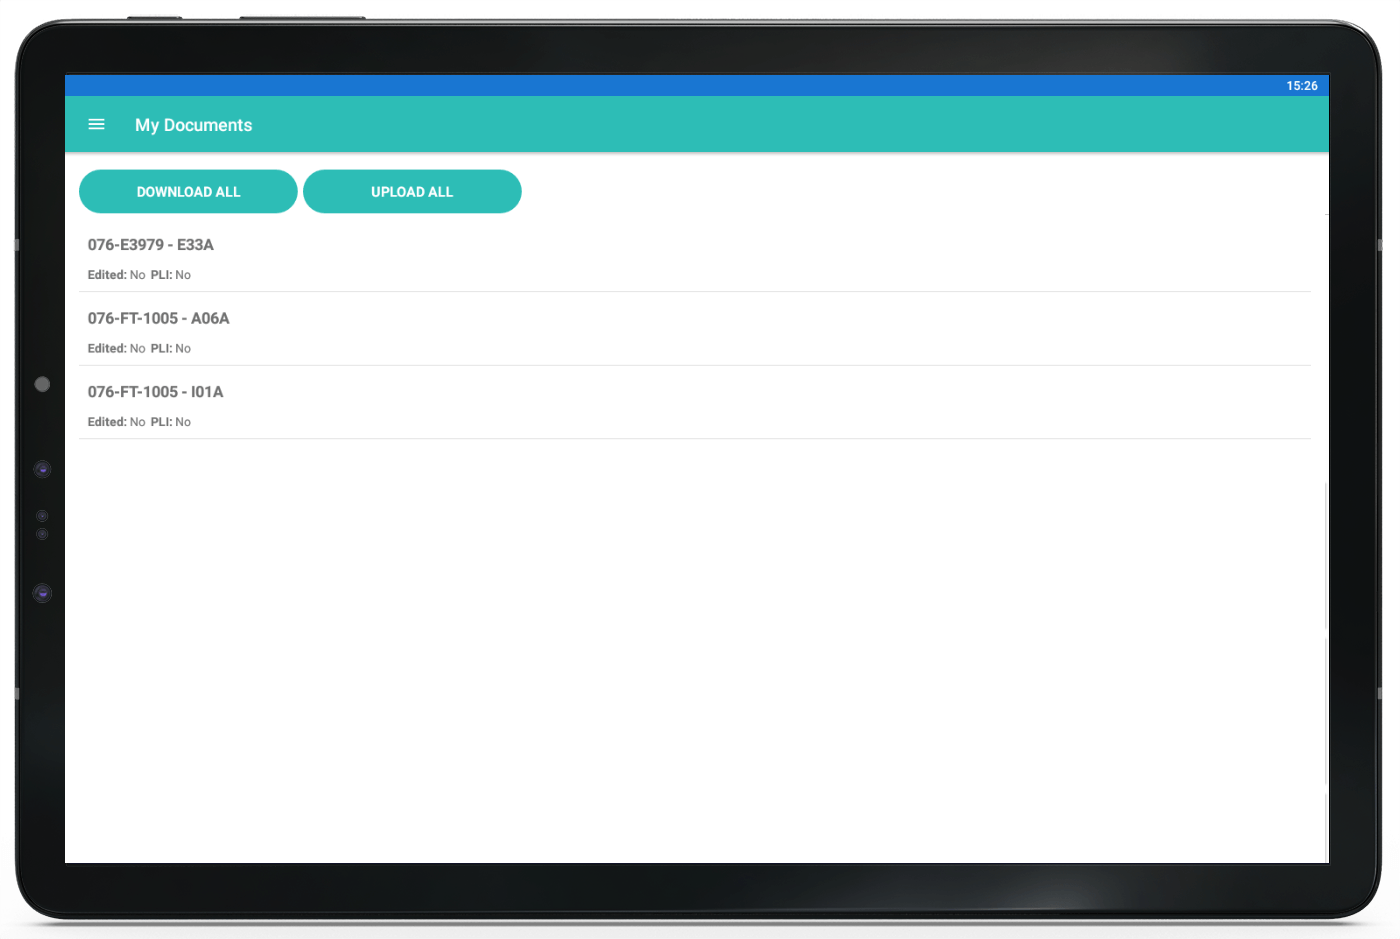 15:26
My Documents
DOWNLOAD ALL UPLOAD ALL
076-E3979 - E33A
Edited: No PLI: No
076-FT-1005 - A06A
Edited: No PLI: No
076-FT-1005 - I01A
Edited: No PLI: No